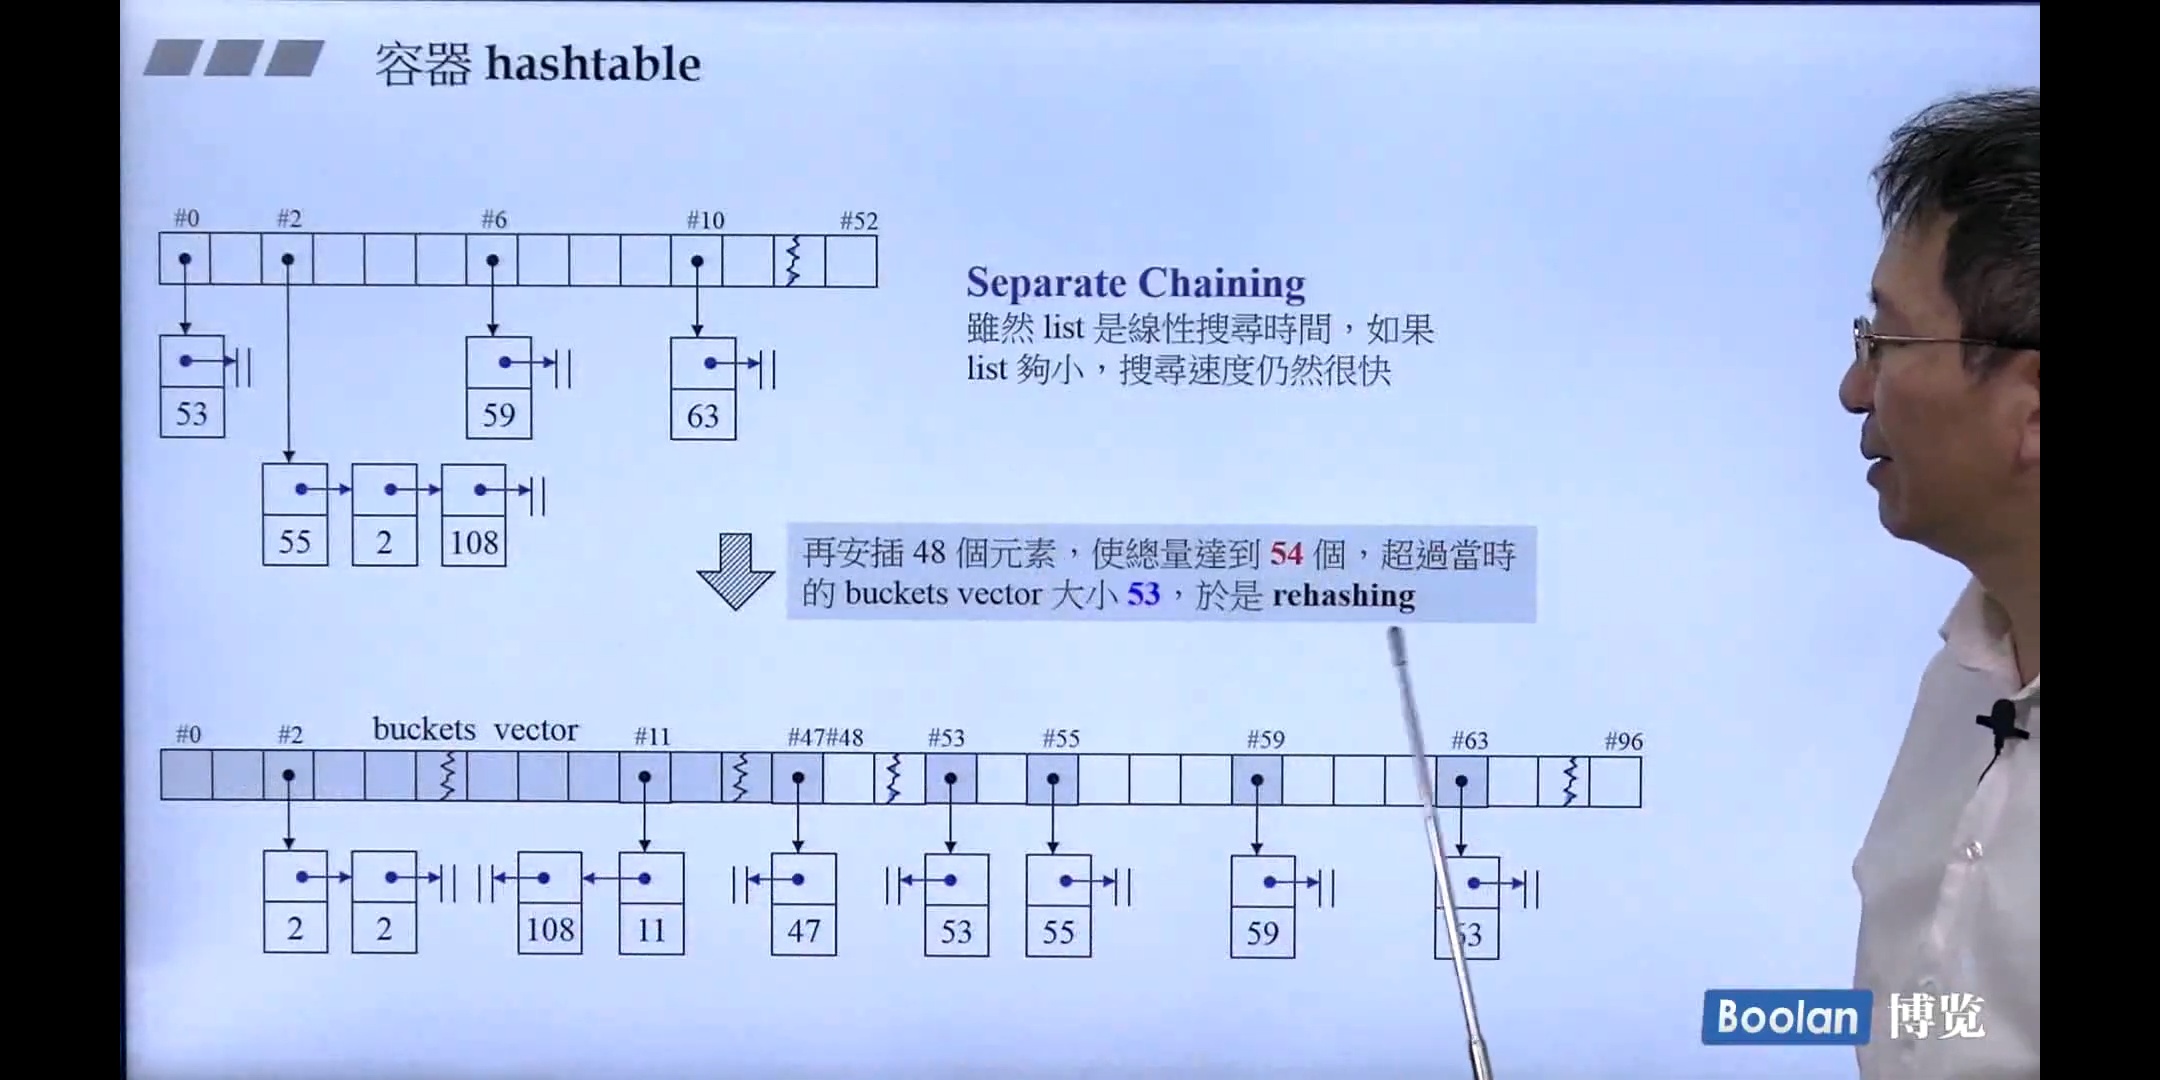 容器 hashtable
#0 #2 #6 #10 #52
53 59 63
55 2 108
Separate Chaining
雖然 list 是線性搜尋時間，如果
list 夠小，搜尋速度仍然很快
再安插 48 個元素，使總量達到 54 個，超過當時
的 buckets vector 大小 53，於是 rehashing
buckets vector
#0 #2 #11 #47#48 #53 #55 #59 #63 #96
2 2 108 11 47 53 55 59 63
Boolan 博览